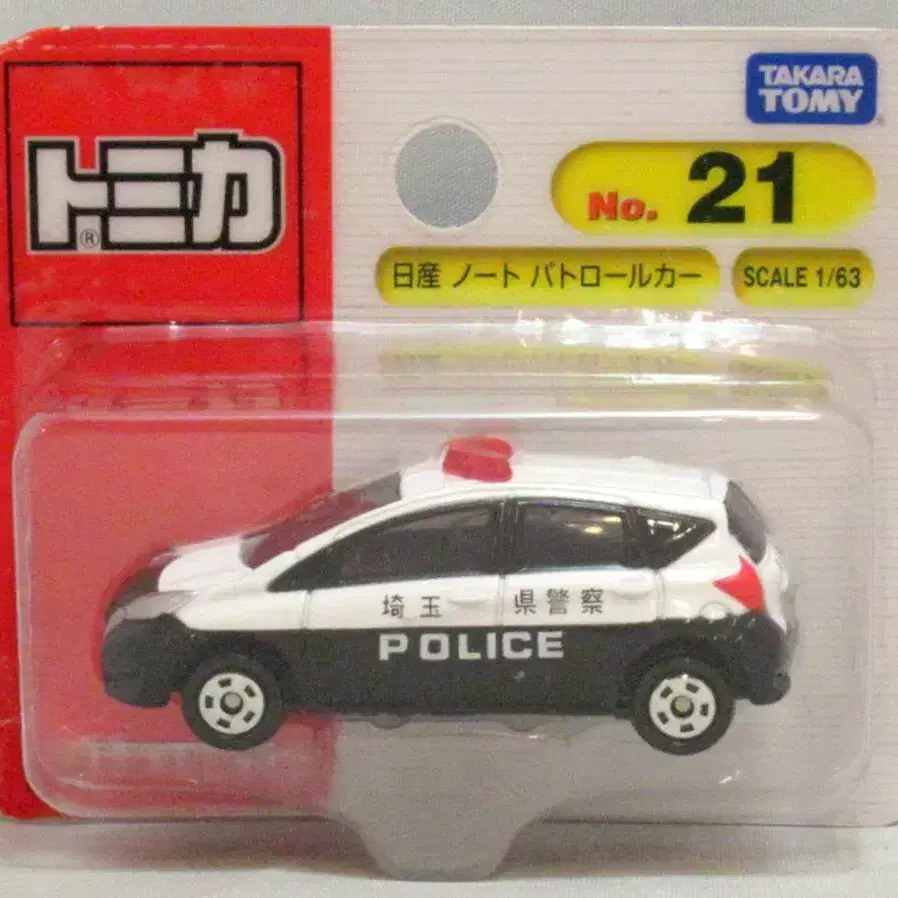 TAKARA
TOMY
トミカ®
No. 21
日産 ノート パトロールカー
SCALE 1/63
埼玉 県警察
POLICE